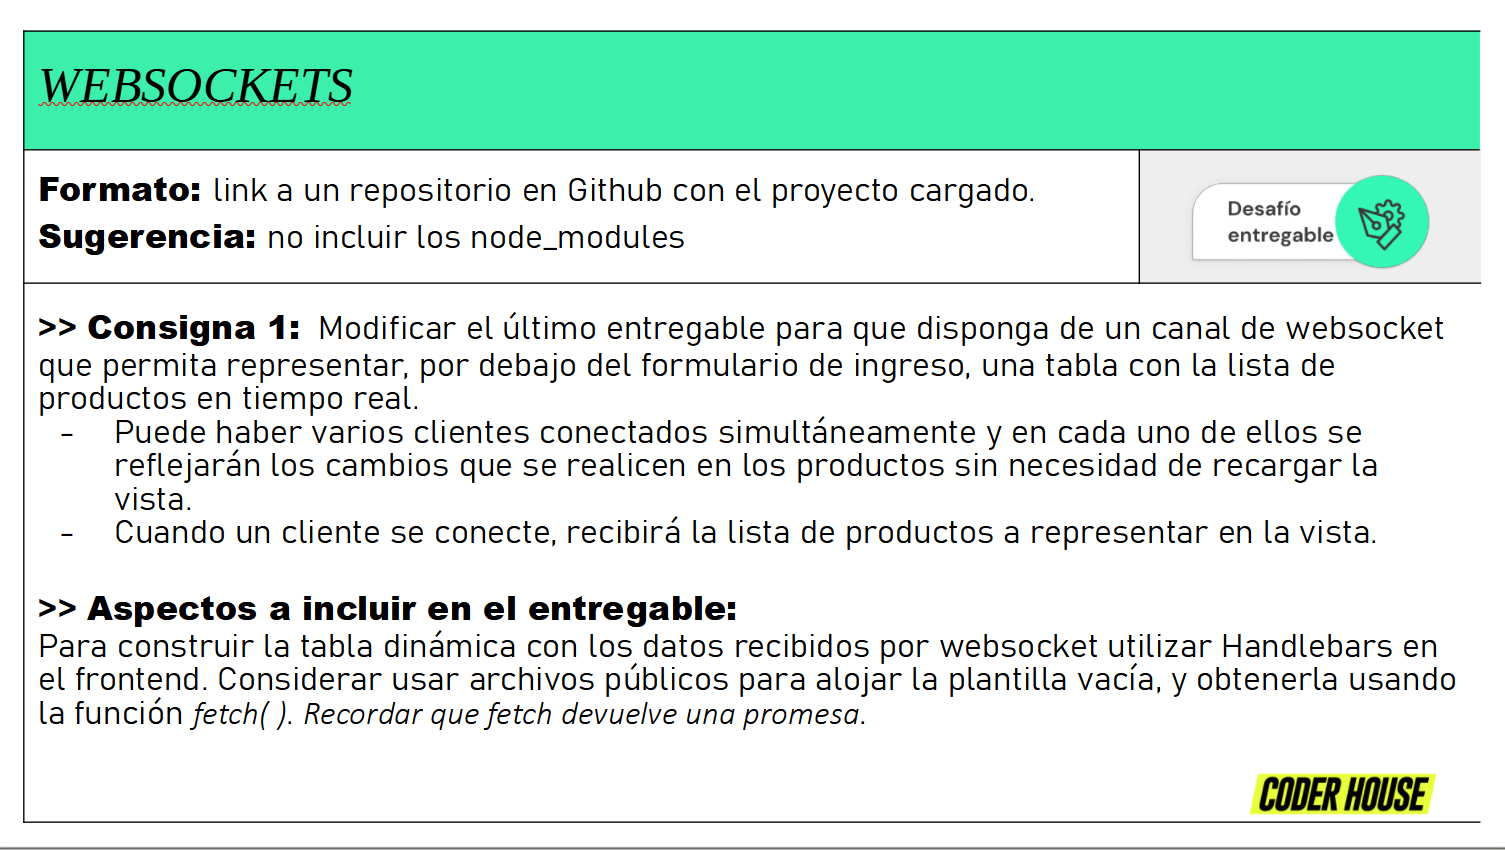 WEBSOCKETS
Formato: link a un repositorio en Github con el proyecto cargado.
Sugerencia: no incluir los node_modules
Desafío
entregable
>> Consigna 1: Modificar el último entregable para que disponga de un canal de websocket
que permita representar, por debajo del formulario de ingreso, una tabla con la lista de
productos en tiempo real.
- Puede haber varios clientes conectados simultáneamente y en cada uno de ellos se
reflejarán los cambios que se realicen en los productos sin necesidad de recargar la
vista.
- Cuando un cliente se conecte, recibirá la lista de productos a representar en la vista.
>> Aspectos a incluir en el entregable:
Para construir la tabla dinámica con los datos recibidos por websocket utilizar Handlebars en
el frontend. Considerar usar archivos públicos para alojar la plantilla vacía, y obtenerla usando
la función fetch( ). Recordar que fetch devuelve una promesa.
CODER HOUSE